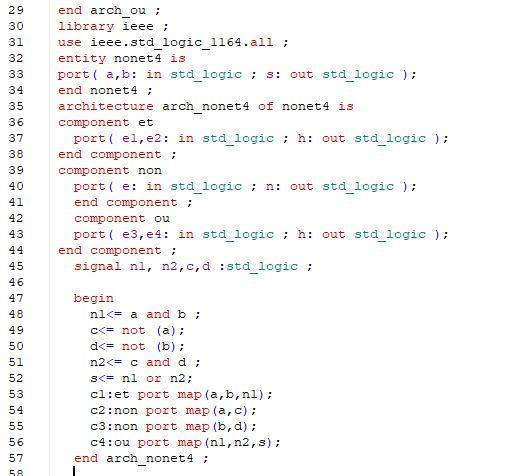 29 end arch_ou ;
30 library ieee ;
31 use ieee.std_logic_1164.all ;
32 entity nonet4 is
33 port( a,b: in std_logic ; s: out std_logic );
34 end nonet4 ;
35 architecture arch_nonet4 of nonet4 is
36 component et
37 port( e1,e2: in std_logic ; h: out std_logic );
38 end component ;
39 component non
40 port( e: in std_logic ; n: out std_logic );
41 end component ;
42 component ou
43 port( e3,e4: in std_logic ; h: out std_logic );
44 end component ;
45 signal n1, n2,c,d :std_logic ;
46
47 begin
48 n1<= a and b ;
49 c<= not (a);
50 d<= not (b);
51 n2<= c and d ;
52 s<= n1 or n2;
53 c1:et port map(a,b,n1);
54 c2:non port map(a,c);
55 c3:non port map(b,d);
56 c4:ou port map(n1,n2,s);
57 end arch_nonet4 ;
58